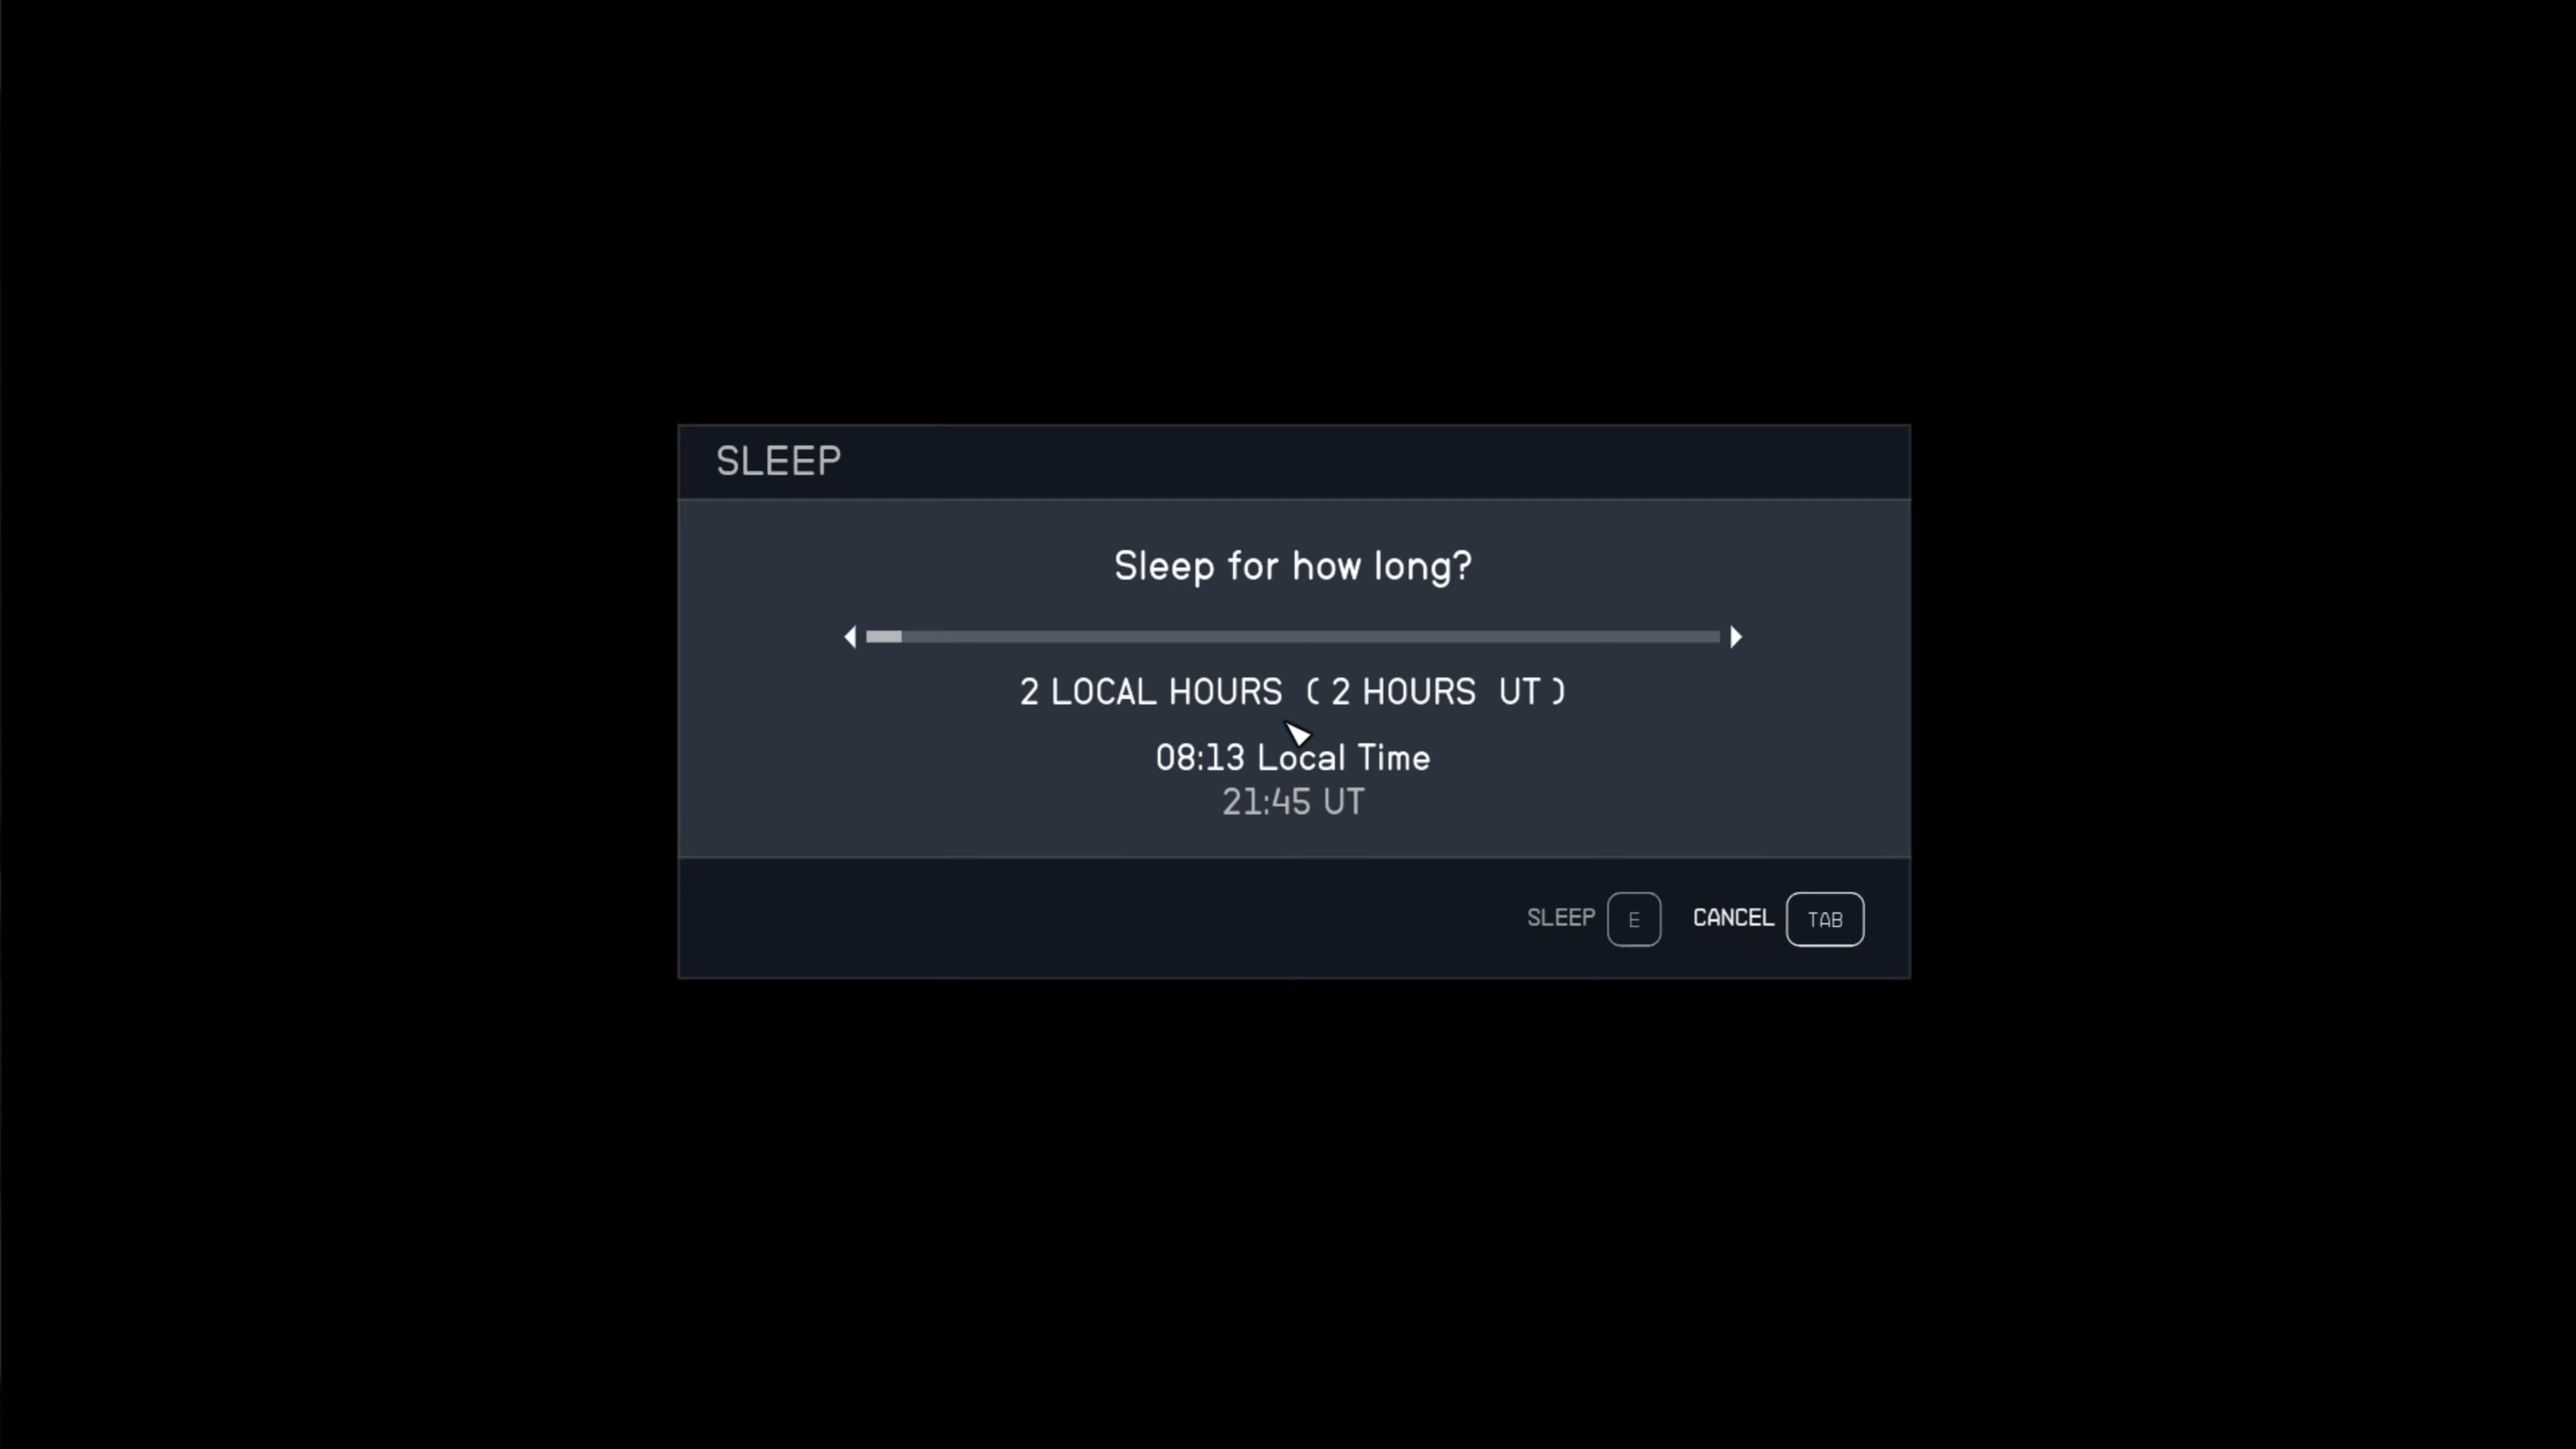 SLEEP
Sleep for how long?
2 LOCAL HOURS ( 2 HOURS UT )
08:13 Local Time
21:45 UT
SLEEP E CANCEL TAB